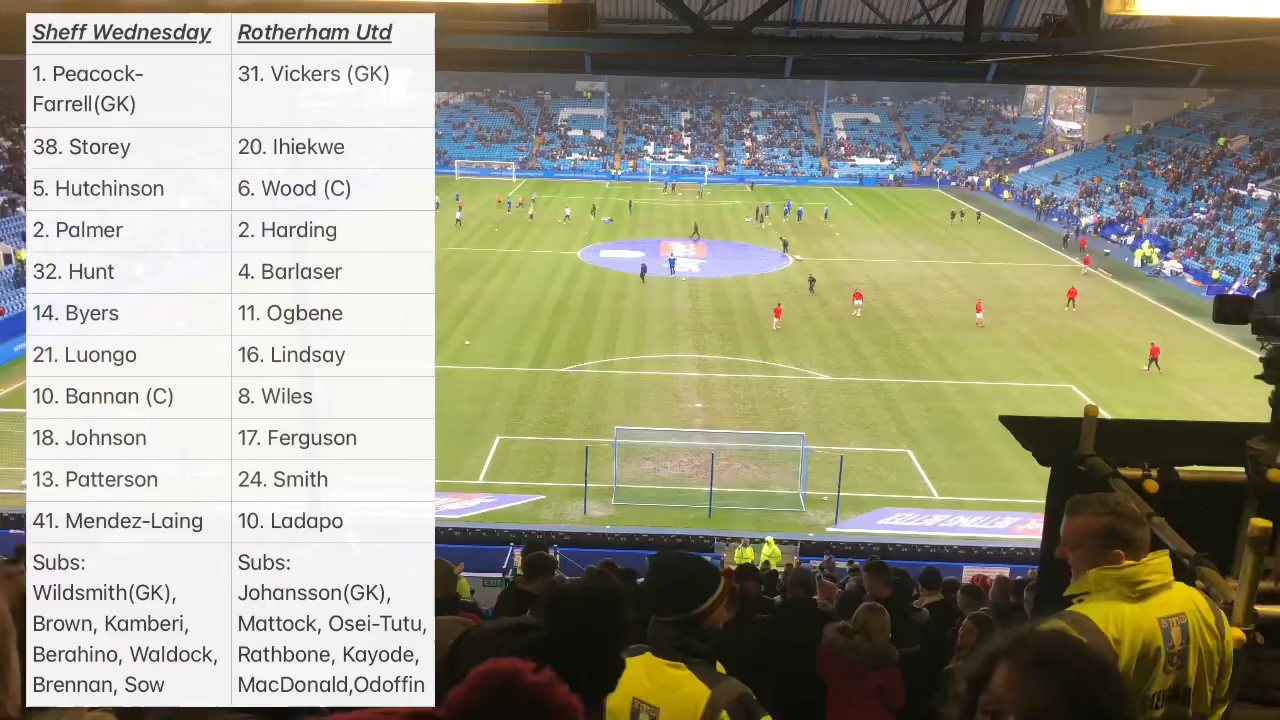 Sheff Wednesday
Rotherham Utd
1. Peacock-
Farrell(GK)
31. Vickers (GK)
38. Storey
20. Ihiekwe
5. Hutchinson
6. Wood (C)
2. Palmer
2. Harding
32. Hunt
4. Barlaser
14. Byers
11. Ogbene
21. Luongo
16. Lindsay
10. Bannan (C)
8. Wiles
18. Johnson
17. Ferguson
13. Patterson
24. Smith
41. Mendez-Laing
10. Ladapo
Subs:
Wildsmith(GK),
Brown, Kamberi,
Berahino, Waldock,
Brennan, Sow
Subs:
Johansson(GK),
Mattock, Osei-Tutu,
Rathbone, Kayode,
MacDonald,Odoffin
EXIT